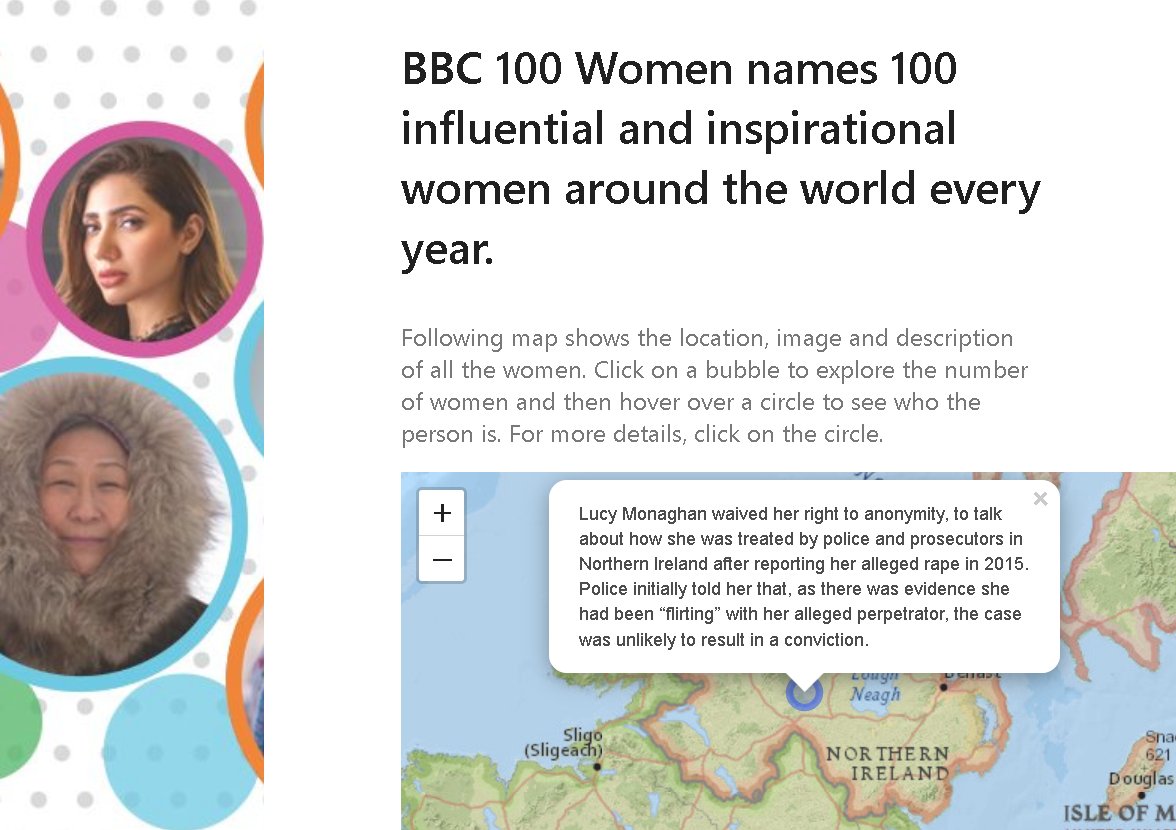 BBC 100 Women names 100
influential and inspirational
women around the world every
year.
Following map shows the location, image and description
of all the women. Click on a bubble to explore the number
of women and then hover over a circle to see who the
person is. For more details, click on the circle.
+
−
×
Lucy Monaghan waived her right to anonymity, to talk
about how she was treated by police and prosecutors in
Northern Ireland after reporting her alleged rape in 2015.
Police initially told her that, as there was evidence she
had been “flirting” with her alleged perpetrator, the case
was unlikely to result in a conviction.
Lough
Neagh
Belfast
Sligo
(Sligeach)
NORTHERN
IRELAND
621
Douglas
ISLE OF